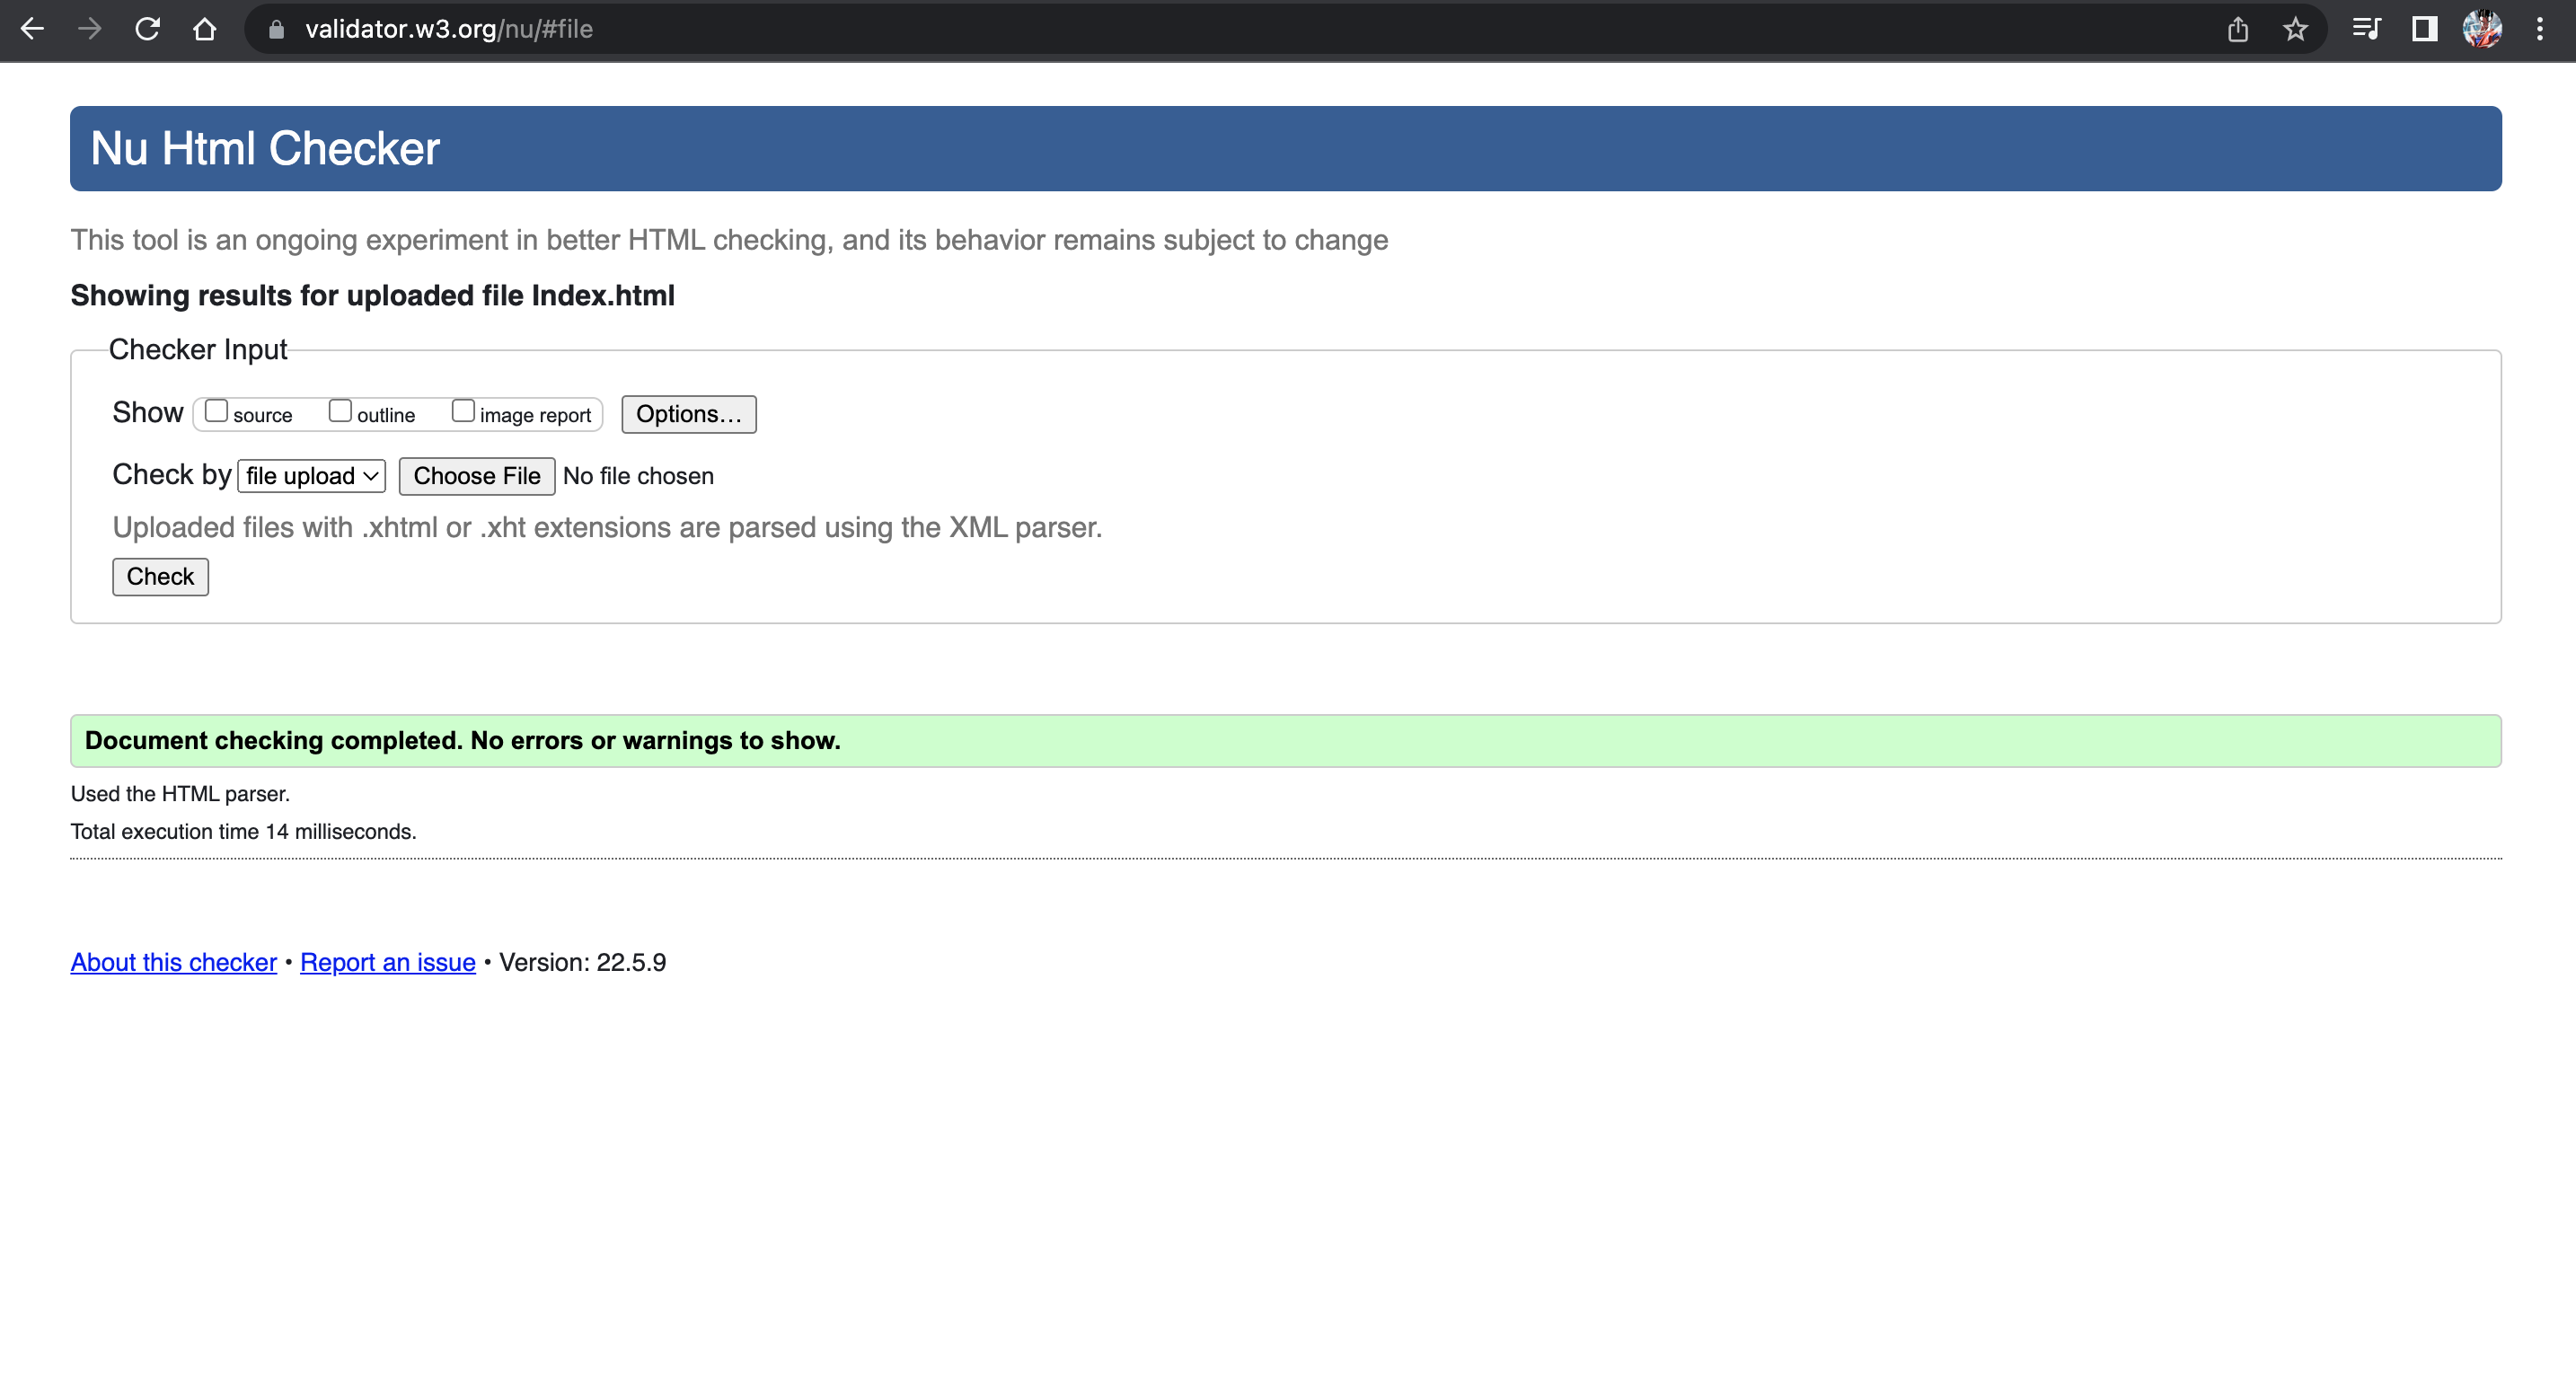 validator.w3.org/nu/#file
Nu Html Checker
This tool is an ongoing experiment in better HTML checking, and its behavior remains subject to change
Showing results for uploaded file Index.html
Checker Input
Show source outline image report Options...
Check by file upload Choose File No file chosen
Uploaded files with .xhtml or .xht extensions are parsed using the XML parser.
Check
Document checking completed. No errors or warnings to show.
Used the HTML parser.
Total execution time 14 milliseconds.
About this checker • Report an issue • Version: 22.5.9